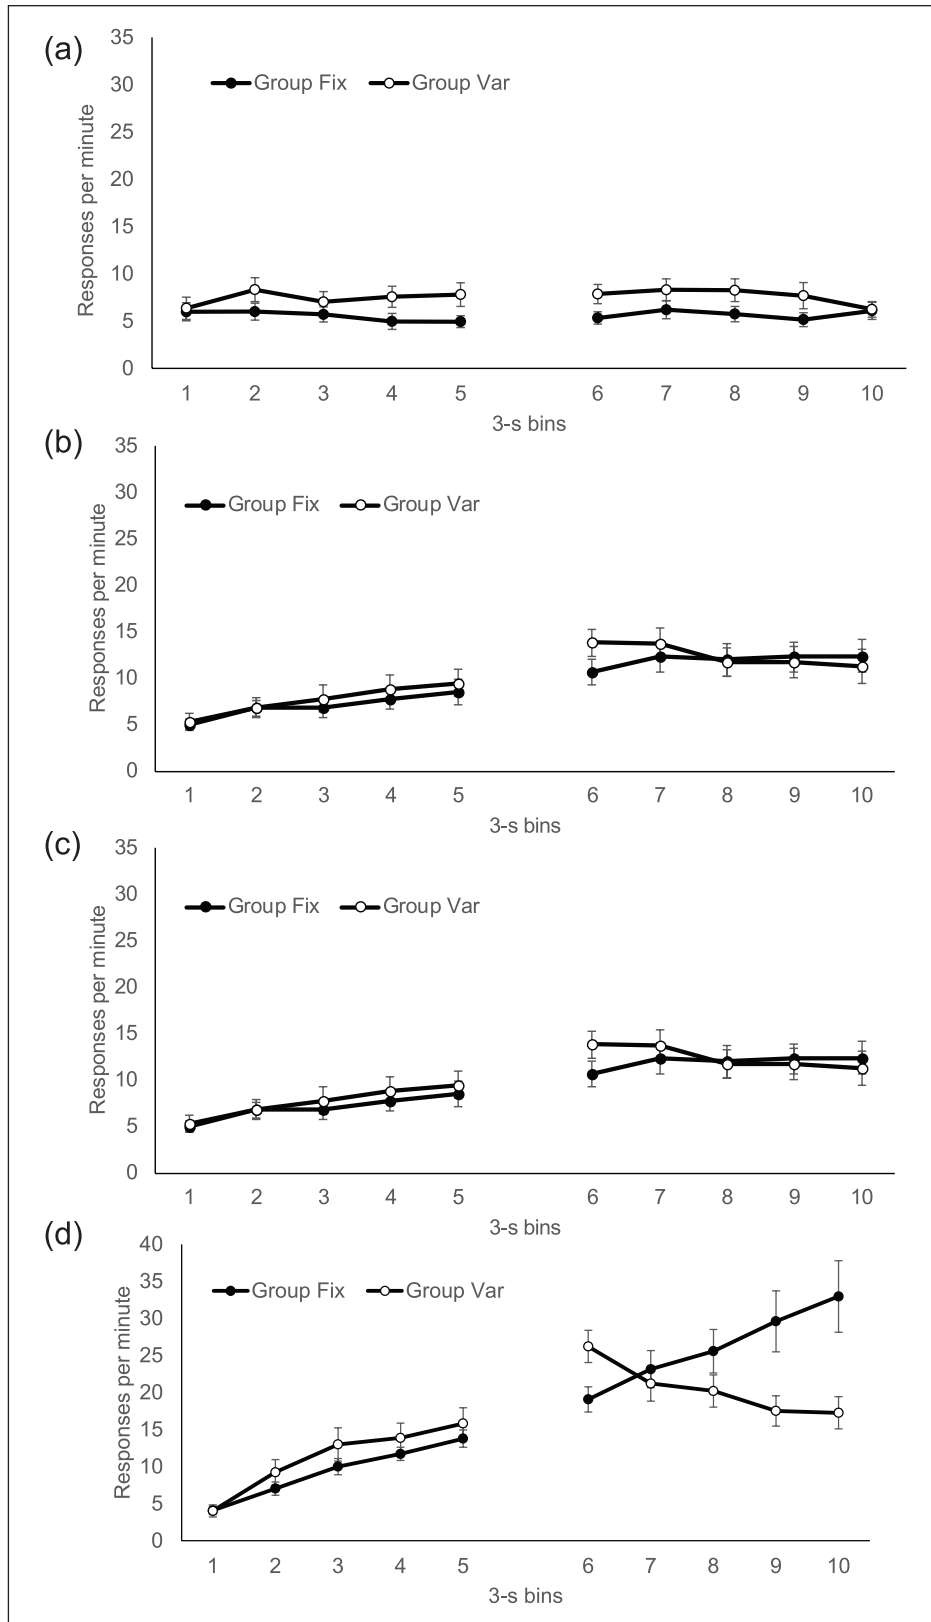 (a)
35
30
25
20
15
10
5
0
Responses per minute
Group Fix Group Var
1 2 3 4 5 6 7 8 9 10
3-s bins
(b)
35
30
25
20
15
10
5
0
Responses per minute
Group Fix Group Var
1 2 3 4 5 6 7 8 9 10
3-s bins
(c)
35
30
25
20
15
10
5
0
Responses per minute
Group Fix Group Var
1 2 3 4 5 6 7 8 9 10
3-s bins
(d)
40
35
30
25
20
15
10
5
0
Responses per minute
Group Fix Group Var
1 2 3 4 5 6 7 8 9 10
3-s bins